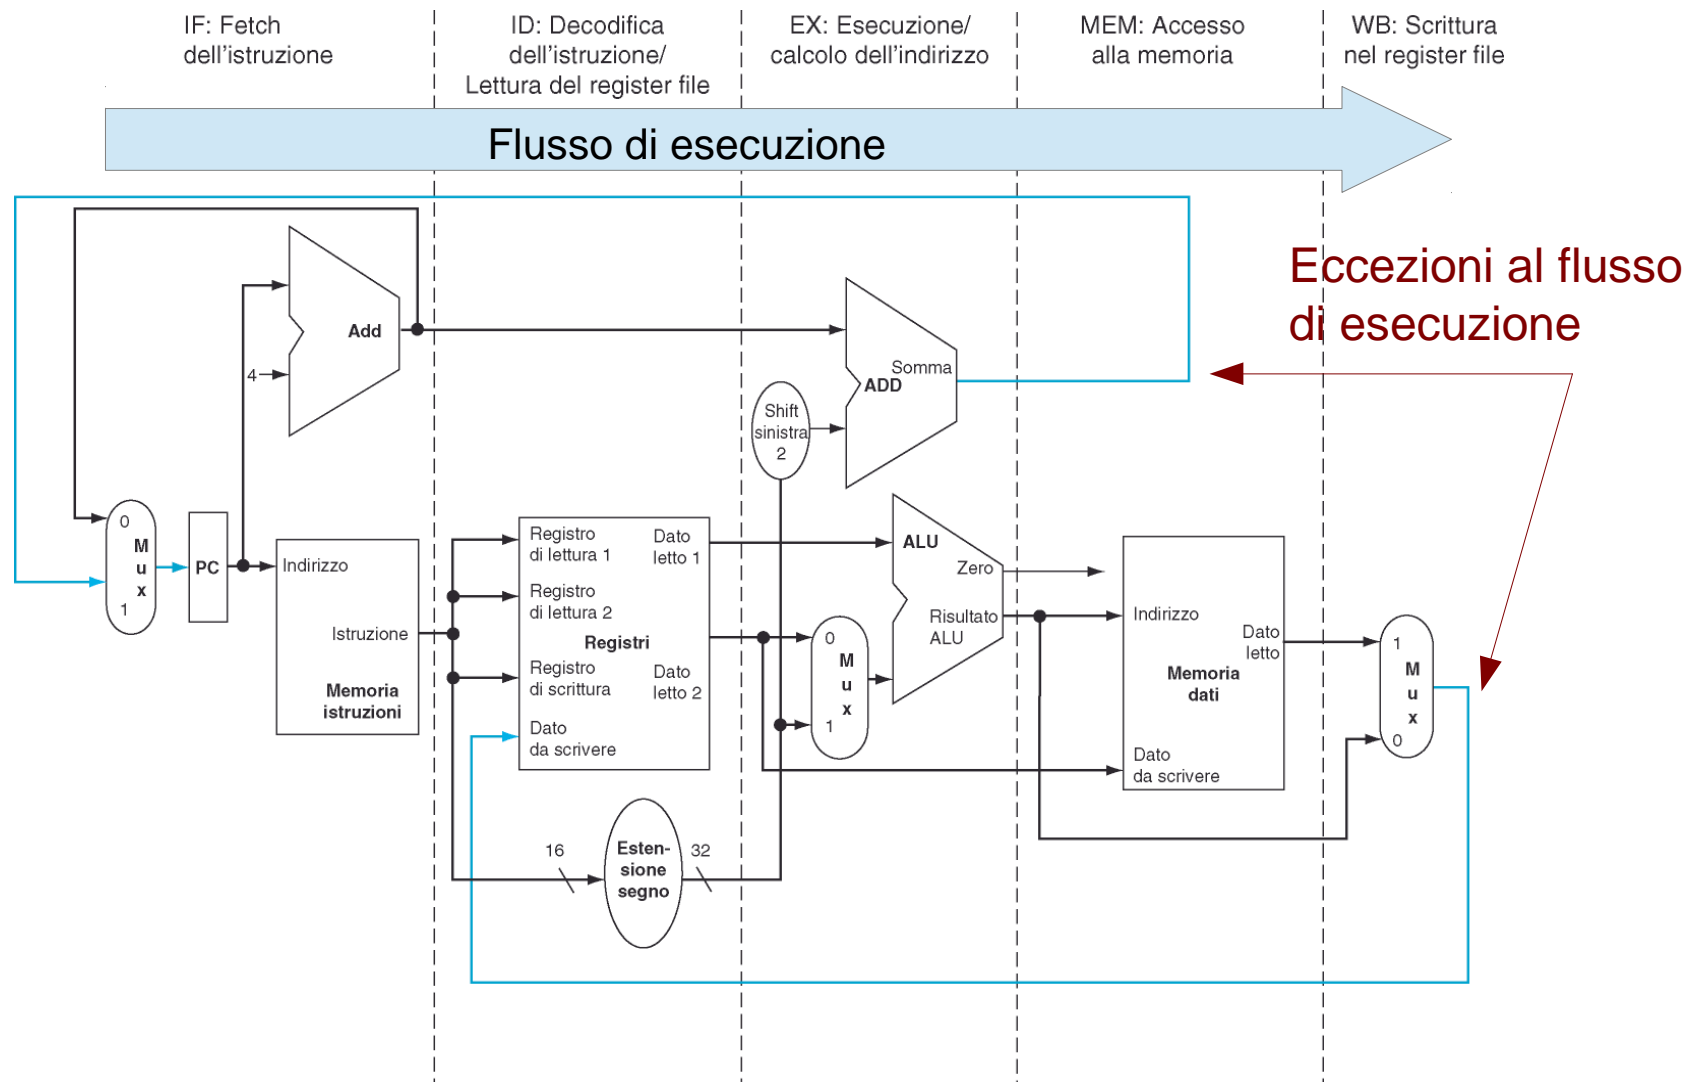 IF: Fetch
dell'istruzione
ID: Decodifica
dell'istruzione/
Lettura del register file
EX: Esecuzione/
calcolo dell'indirizzo
MEM: Accesso
alla memoria
WB: Scrittura
nel register file
Flusso di esecuzione
Eccezioni al flusso
di esecuzione
Add
4
ADD
Somma
Shift
sinistra
2
0
M
u
x
1
PC
Indirizzo
Istruzione
Memoria
istruzioni
Registro
di lettura 1
Registro
di lettura 2
Registri
Registro
di scrittura
Dato
da scrivere
Dato
letto 1
Dato
letto 2
0
M
u
x
1
ALU
Zero
Risultato
ALU
Indirizzo
Dato
letto
Memoria
dati
Dato
da scrivere
1
M
u
x
0
16
Esten-
sione
segno
32